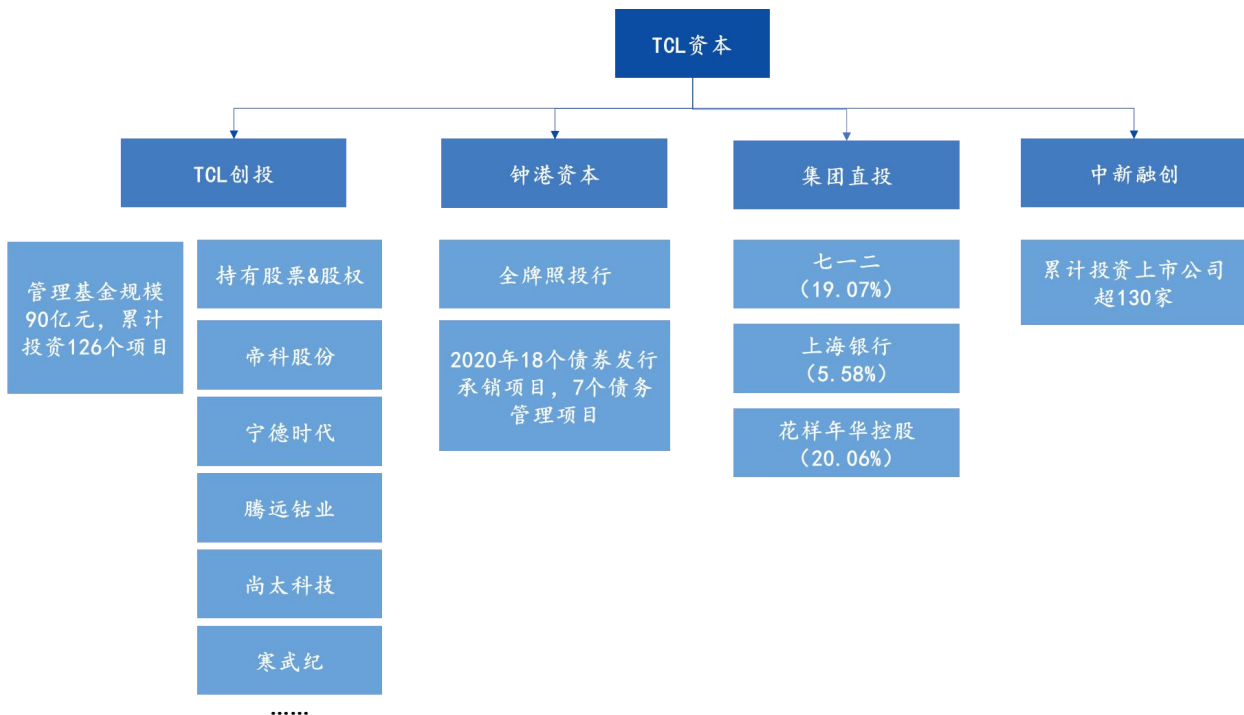 TCL资本
TCL创投
钟港资本
集团直投
中新融创
管理基金规模
90亿元，累计
投资126个项目
持有股票&股权
帝科股份
宁德时代
腾远钴业
尚太科技
寒武纪
……
全牌照投行
2020年18个债券发行
承销项目，7个债务
管理项目
七一二
（19.07%）
上海银行
（5.58%）
花样年华控股
（20.06%）
累计投资上市公司
超130家